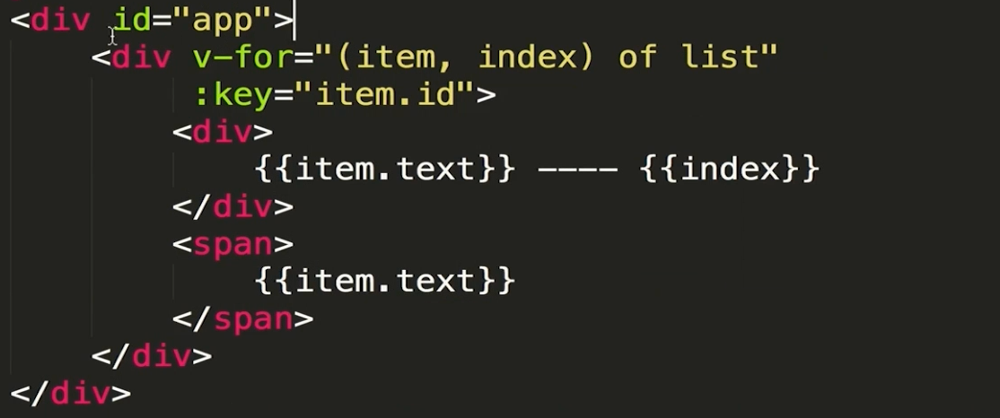 <div id="app">
<div v-for="(item, index) of list"
:key="item.id">
<div>
{{item.text}} ---- {{index}}
</div>
<span>
{{item.text}}
</span>
</div>
</div>